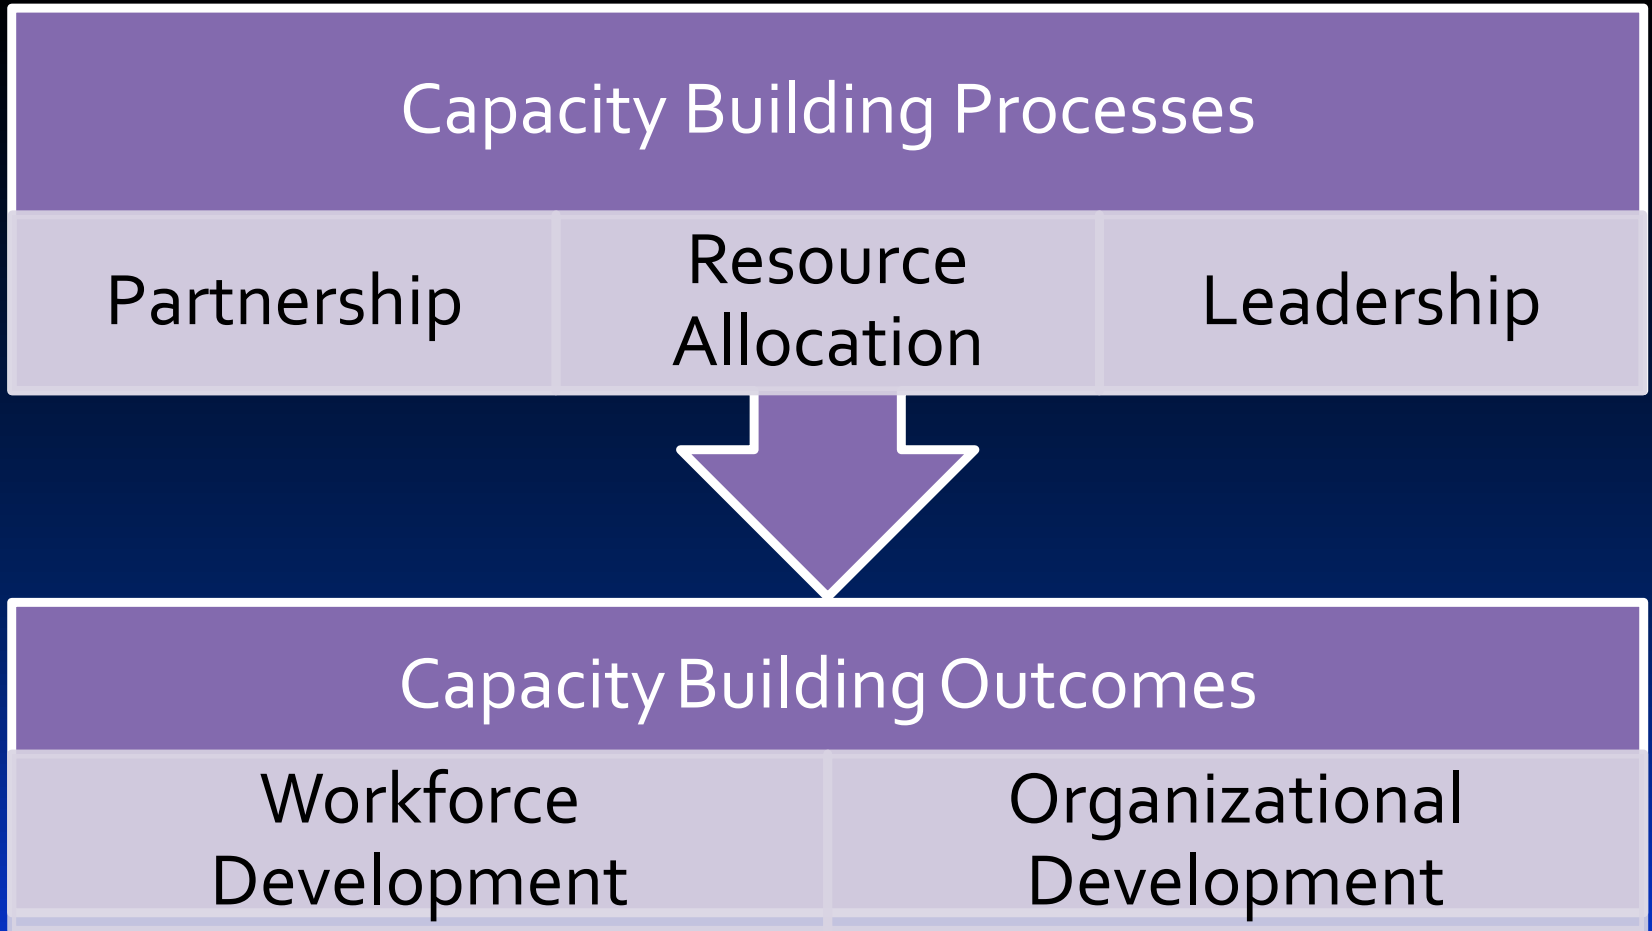 Capacity Building Processes
Partnership
Resource
Allocation
Leadership
Capacity Building Outcomes
Workforce
Development
Organizational
Development